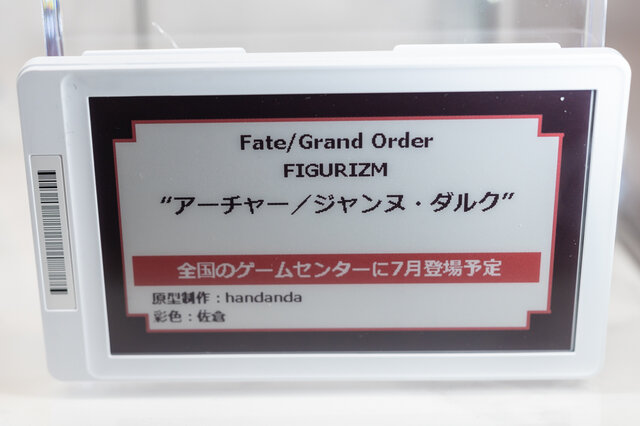 Fate/Grand Order
FIGURIZM
“アーチャー／ジャンヌ・ダルク”
全国のゲームセンターに7月登場予定
原型制作：handanda
彩色：佐倉